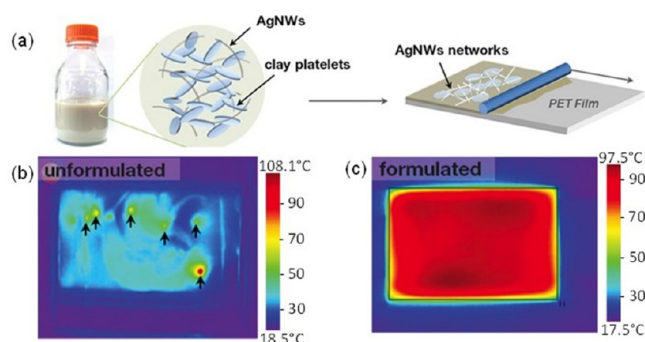 (a)
AgNWs
clay platelets
AgNWs networks
PET Film
(b)
unformulated
108.1°C
90
70
50
30
18.5°C
(c)
formulated
97.5°C
90
70
50
30
17.5°C